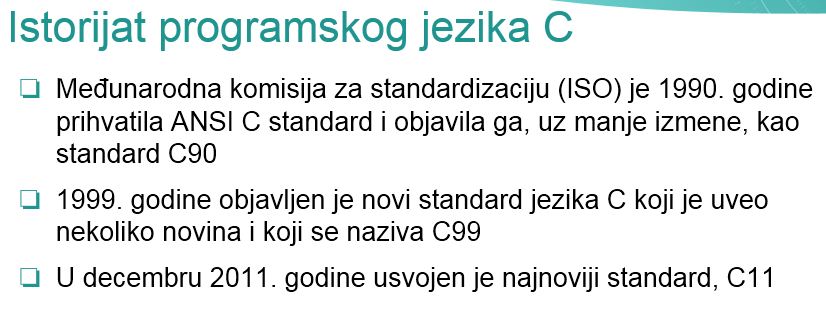 Istorijat programskog jezika C
❑ Međunarodna komisija za standardizaciju (ISO) je 1990. godine
prihvatila ANSI C standard i objavila ga, uz manje izmene, kao
standard C90
❑ 1999. godine objavljen je novi standard jezika C koji je uveo
nekoliko novina i koji se naziva C99
❑ U decembru 2011. godine usvojen je najnoviji standard, C11